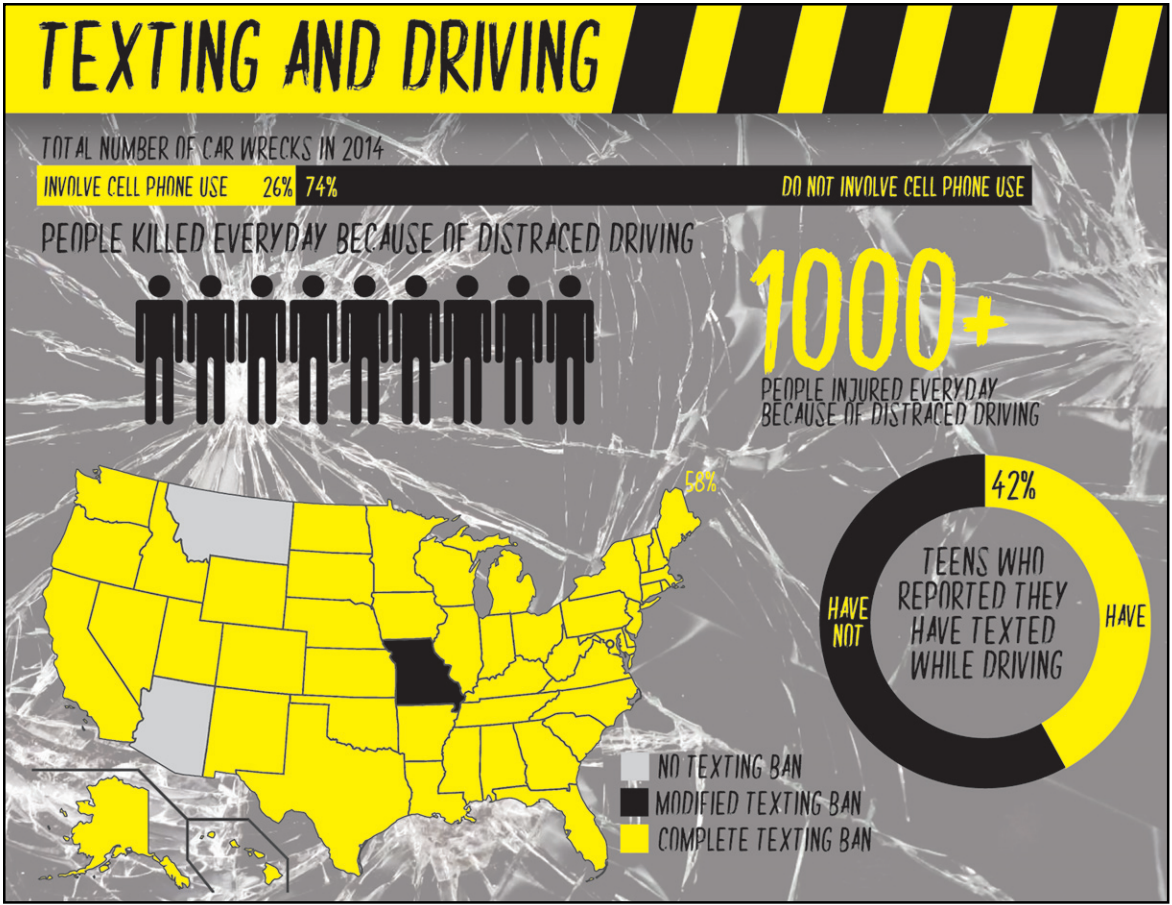 TEXTING AND DRIVING
TOTAL NUMBER OF CAR WRECKS IN 2014
INVOLVE CELL PHONE USE 26% 74% DO NOT INVOLVE CELL PHONE USE
PEOPLE KILLED EVERYDAY BECAUSE OF DISTRACED DRIVING
1000+
PEOPLE INJURED EVERYDAY
BECAUSE OF DISTRACED DRIVING
58%
42%
TEENS WHO
REPORTED THEY
HAVE TEXTED
WHILE DRIVING
HAVE
NOT
HAVE
NO TEXTING BAN
MODIFIED TEXTING BAN
COMPLETE TEXTING BAN